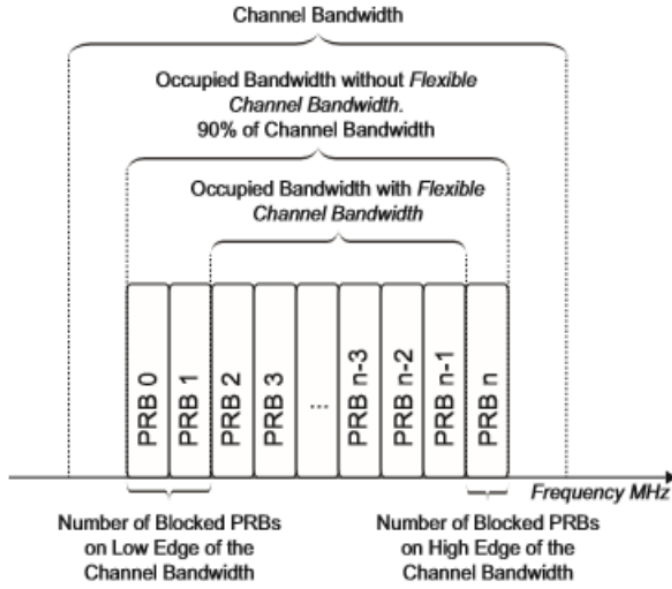 Channel Bandwidth
Occupied Bandwidth without Flexible
Channel Bandwidth.
90% of Channel Bandwidth
Occupied Bandwidth with Flexible
Channel Bandwidth
PRB 0
PRB 1
PRB 2
PRB 3
...
PRB n-3
PRB n-2
PRB n-1
PRB n
Frequency MHz
Number of Blocked PRBs
on Low Edge of the
Channel Bandwidth
Number of Blocked PRBs
on High Edge of the
Channel Bandwidth